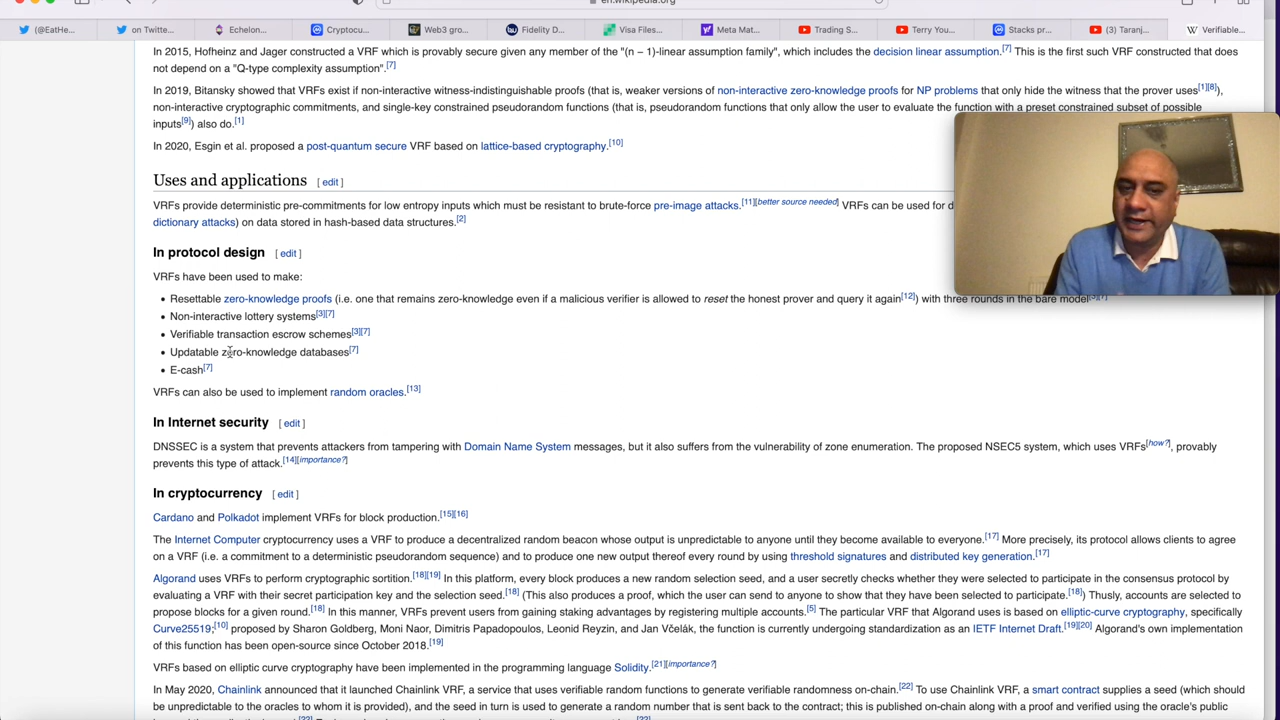 en.wikipedia.org
(@EatHe...
on Twitte...
Echelon...
Cryptocu...
Web3 gro...
Fidelity D...
Visa Files...
Meta Mat...
Trading S...
Terry You...
Stacks pr...
(3) Taranj...
Verifiable...
In 2015, Hofheinz and Jager constructed a VRF which is provably secure given any member of the "(n − 1)-linear assumption family", which includes the decision linear assumption.[7] This is the first such VRF constructed that does
not depend on a "Q-type complexity assumption".[7]
In 2019, Bitansky showed that VRFs exist if non-interactive witness-indistinguishable proofs (that is, weaker versions of non-interactive zero-knowledge proofs for NP problems that only hide the witness that the prover uses[1][8]),
non-interactive cryptographic commitments, and single-key constrained pseudorandom functions (that is, pseudorandom functions that only allow the user to evaluate the function with a preset constrained subset of possible
inputs[9]) also do.[1]
In 2020, Esgin et al. proposed a post-quantum secure VRF based on lattice-based cryptography.[10]
Uses and applications [ edit ]
VRFs provide deterministic pre-commitments for low entropy inputs which must be resistant to brute-force pre-image attacks.[11][better source needed] VRFs can be used for d
dictionary attacks) on data stored in hash-based data structures.[2]
In protocol design [ edit ]
VRFs have been used to make:
• Resettable zero-knowledge proofs (i.e. one that remains zero-knowledge even if a malicious verifier is allowed to reset the honest prover and query it again[12]) with three rounds in the bare model[3][7]
• Non-interactive lottery systems[3][7]
• Verifiable transaction escrow schemes[3][7]
• Updatable zero-knowledge databases[7]
• E-cash[7]
VRFs can also be used to implement random oracles.[13]
In Internet security [ edit ]
DNSSEC is a system that prevents attackers from tampering with Domain Name System messages, but it also suffers from the vulnerability of zone enumeration. The proposed NSEC5 system, which uses VRFs[how?], provably
prevents this type of attack.[14][importance?]
In cryptocurrency [ edit ]
Cardano and Polkadot implement VRFs for block production.[15][16]
The Internet Computer cryptocurrency uses a VRF to produce a decentralized random beacon whose output is unpredictable to anyone until they become available to everyone.[17] More precisely, its protocol allows clients to agree
on a VRF (i.e. a commitment to a deterministic pseudorandom sequence) and to produce one new output thereof every round by using threshold signatures and distributed key generation.[17]
Algorand uses VRFs to perform cryptographic sortition.[18][19] In this platform, every block produces a new random selection seed, and a user secretly checks whether they were selected to participate in the consensus protocol by
evaluating a VRF with their secret participation key and the selection seed.[18] (This also produces a proof, which the user can send to anyone to show that they have been selected to participate.[18]) Thusly, accounts are selected to
propose blocks for a given round.[18] In this manner, VRFs prevent users from gaining staking advantages by registering multiple accounts.[5] The particular VRF that Algorand uses is based on elliptic-curve cryptography, specifically
Curve25519;[10] proposed by Sharon Goldberg, Moni Naor, Dimitris Papadopoulos, Leonid Reyzin, and Jan Včelák, the function is currently undergoing standardization as an IETF Internet Draft.[19][20] Algorand's own implementation
of this function has been open-source since October 2018.[19]
VRFs based on elliptic curve cryptography have been implemented in the programming language Solidity.[21][importance?]
In May 2020, Chainlink announced that it launched Chainlink VRF, a service that uses verifiable random functions to generate verifiable randomness on-chain.[22] To use Chainlink VRF, a smart contract supplies a seed (which should
be unpredictable to the oracles to whom it is provided), and the seed in turn is used to generate a random number that is sent back to the contract; this is published on-chain along with a proof and verified using the oracle's public